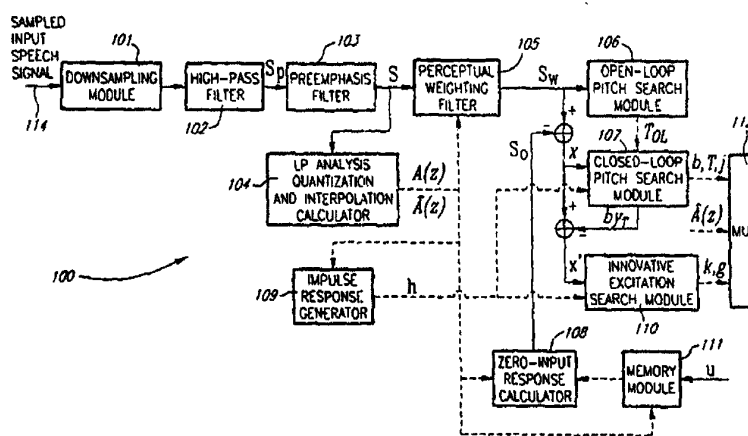 SAMPLED
INPUT
SPEECH
SIGNAL
114
101
DOWNSAMPLING
MODULE
HIGH-PASS
FILTER
102
Sp
103
PREEMPHASIS
FILTER
S
105
PERCEPTUAL
WEIGHTING
FILTER
Sw
106
OPEN-LOOP
PITCH SEARCH
MODULE
+
-
TOL
So
x
107
CLOSED-LOOP
PITCH SEARCH
MODULE
b,T,j
104
LP ANALYSIS
QUANTIZATION
AND INTERPOLATION
CALCULATOR
A(z)
Â(z)
+
-
byT
Â(z)
MU
100
109
IMPULSE
RESPONSE
GENERATOR
h
x'
INNOVATIVE
EXCITATION
SEARCH MODULE
110
k,g
108
ZERO-INPUT
RESPONSE
CALCULATOR
111
MEMORY
MODULE
u